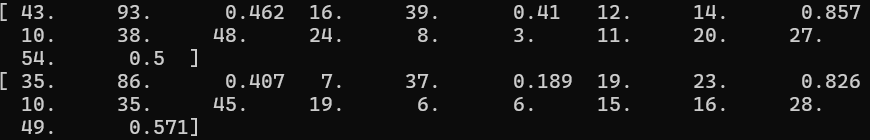 [ 43. 93. 0.462 16. 39. 0.41 12. 14. 0.857
10. 38. 48. 24. 8. 3. 11. 20. 27.
54. 0.5 ]
[ 35. 86. 0.407 7. 37. 0.189 19. 23. 0.826
10. 35. 45. 19. 6. 6. 15. 16. 28.
49. 0.571]